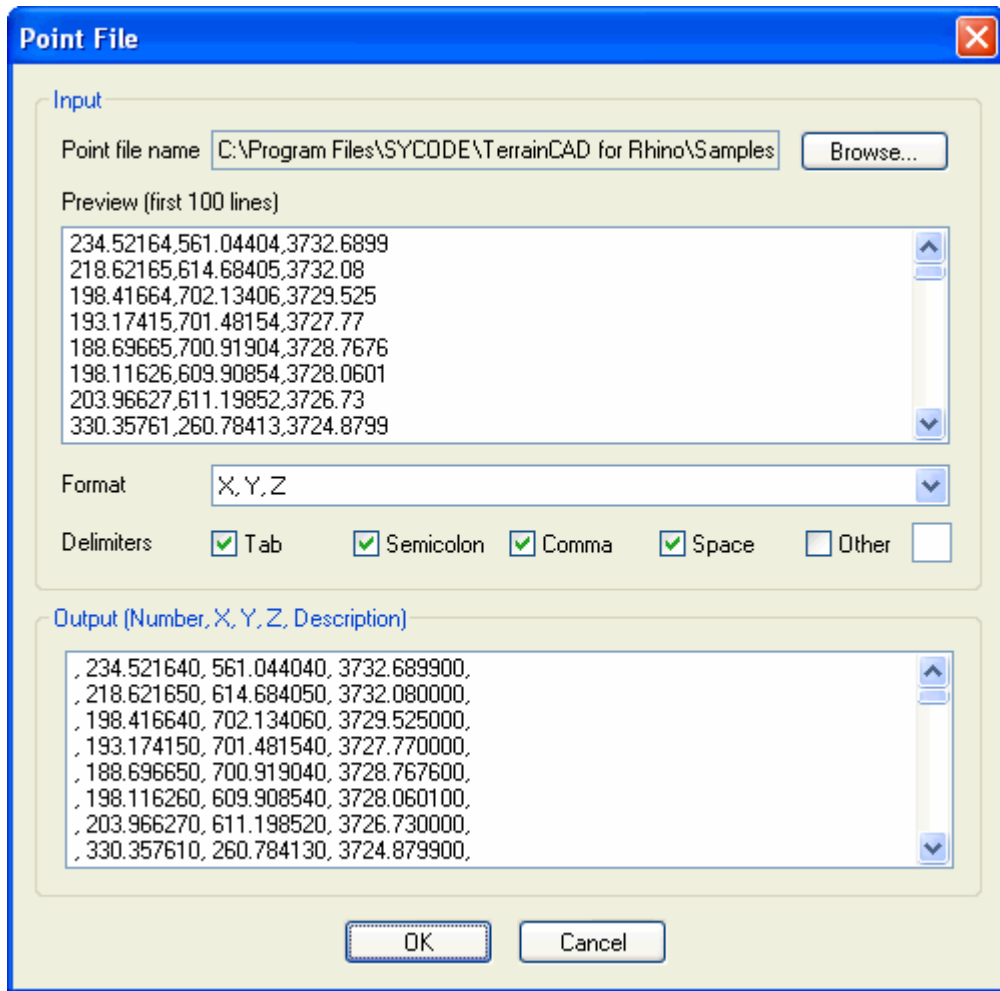 Point File
Input
Point file name C:\Program Files\SYCODE\TerrainCAD for Rhino\Samples Browse...
Preview (first 100 lines)
234.52164,561.04404,3732.6899
218.62165,614.68405,3732.08
198.41664,702.13406,3729.525
193.17415,701.48154,3727.77
188.69665,700.91904,3728.7676
198.11626,609.90854,3728.0601
203.96627,611.19852,3726.73
330.35761,260.78413,3724.8799
Format X, Y, Z
Delimiters Tab Semicolon Comma Space Other
Output (Number, X, Y, Z, Description)
, 234.521640, 561.044040, 3732.689900,
, 218.621650, 614.684050, 3732.080000,
, 198.416640, 702.134060, 3729.525000,
, 193.174150, 701.481540, 3727.770000,
, 188.696650, 700.919040, 3728.767600,
, 198.116260, 609.908540, 3728.060100,
, 203.966270, 611.198520, 3726.730000,
, 330.357610, 260.784130, 3724.879900,
OK Cancel